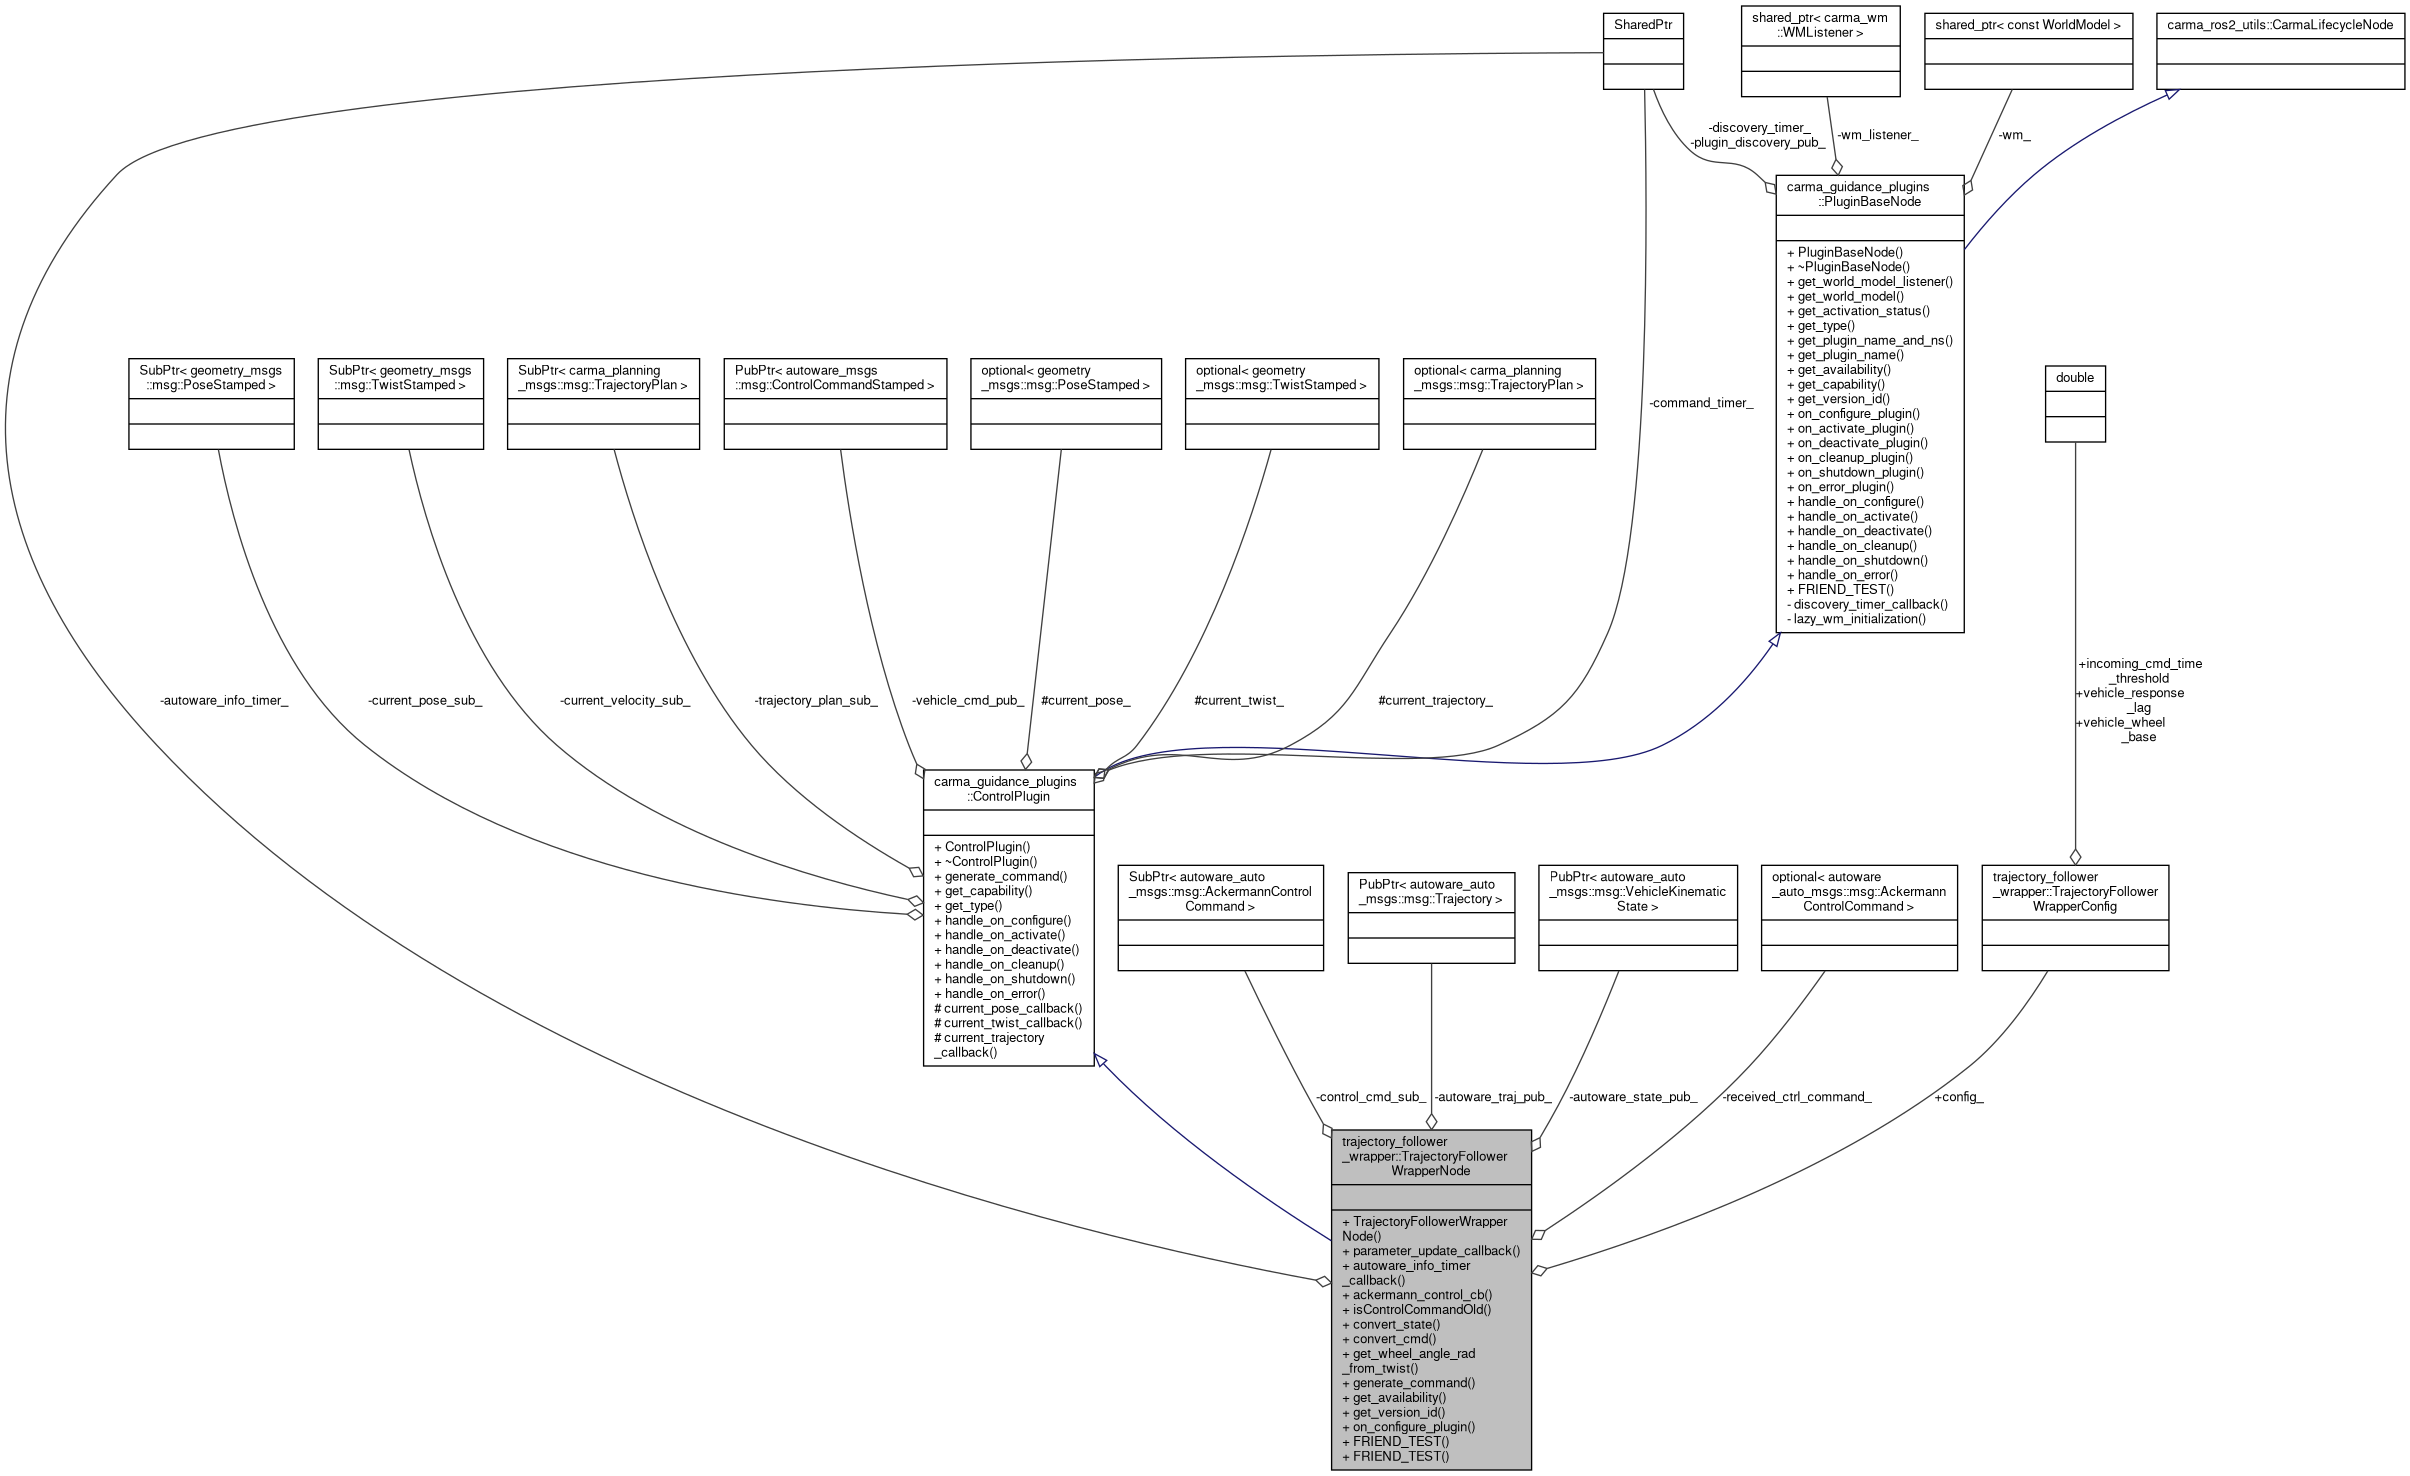 SharedPtr
shared_ptr< carma_wm
::WMListener >
shared_ptr< const WorldModel >
carma_ros2_utils::CarmaLifecycleNode
-discovery_timer_
-plugin_discovery_pub_
-wm_listener_
-wm_
carma_guidance_plugins
::PluginBaseNode
+ PluginBaseNode()
+ ~PluginBaseNode()
+ get_world_model_listener()
+ get_world_model()
+ get_activation_status()
+ get_type()
+ get_plugin_name_and_ns()
+ get_plugin_name()
+ get_availability()
+ get_capability()
+ get_version_id()
+ on_configure_plugin()
+ on_activate_plugin()
+ on_deactivate_plugin()
+ on_cleanup_plugin()
+ on_shutdown_plugin()
+ on_error_plugin()
+ handle_on_configure()
+ handle_on_activate()
+ handle_on_deactivate()
+ handle_on_cleanup()
+ handle_on_shutdown()
+ handle_on_error()
+ FRIEND_TEST()
- discovery_timer_callback()
- lazy_wm_initialization()
SubPtr< geometry_msgs
::msg::PoseStamped >
SubPtr< geometry_msgs
::msg::TwistStamped >
SubPtr< carma_planning
_msgs::msg::TrajectoryPlan >
PubPtr< autoware_msgs
::msg::ControlCommandStamped >
optional< geometry
_msgs::msg::PoseStamped >
optional< geometry
_msgs::msg::TwistStamped >
optional< carma_planning
_msgs::msg::TrajectoryPlan >
-command_timer_
double
-autoware_info_timer_
-current_pose_sub_
-current_velocity_sub_
-trajectory_plan_sub_
-vehicle_cmd_pub_
#current_pose_
#current_twist_
#current_trajectory_
+incoming_cmd_time
_threshold
+vehicle_response
_lag
+vehicle_wheel
_base
carma_guidance_plugins
::ControlPlugin
+ ControlPlugin()
+ ~ControlPlugin()
+ generate_command()
+ get_capability()
+ get_type()
+ handle_on_configure()
+ handle_on_activate()
+ handle_on_deactivate()
+ handle_on_cleanup()
+ handle_on_shutdown()
+ handle_on_error()
# current_pose_callback()
# current_twist_callback()
# current_trajectory
_callback()
SubPtr< autoware_auto
_msgs::msg::AckermannControl
Command >
PubPtr< autoware_auto
_msgs::msg::Trajectory >
PubPtr< autoware_auto
_msgs::msg::VehicleKinematic
State >
optional< autoware
_auto_msgs::msg::Ackermann
ControlCommand >
trajectory_follower
_wrapper::TrajectoryFollower
WrapperConfig
-control_cmd_sub_
-autoware_traj_pub_
-autoware_state_pub_
-received_ctrl_command_
+config_
trajectory_follower
_wrapper::TrajectoryFollower
WrapperNode
+ TrajectoryFollowerWrapper
Node()
+ parameter_update_callback()
+ autoware_info_timer
_callback()
+ ackermann_control_cb()
+ isControlCommandOld()
+ convert_state()
+ convert_cmd()
+ get_wheel_angle_rad
_from_twist()
+ generate_command()
+ get_availability()
+ get_version_id()
+ on_configure_plugin()
+ FRIEND_TEST()
+ FRIEND_TEST()